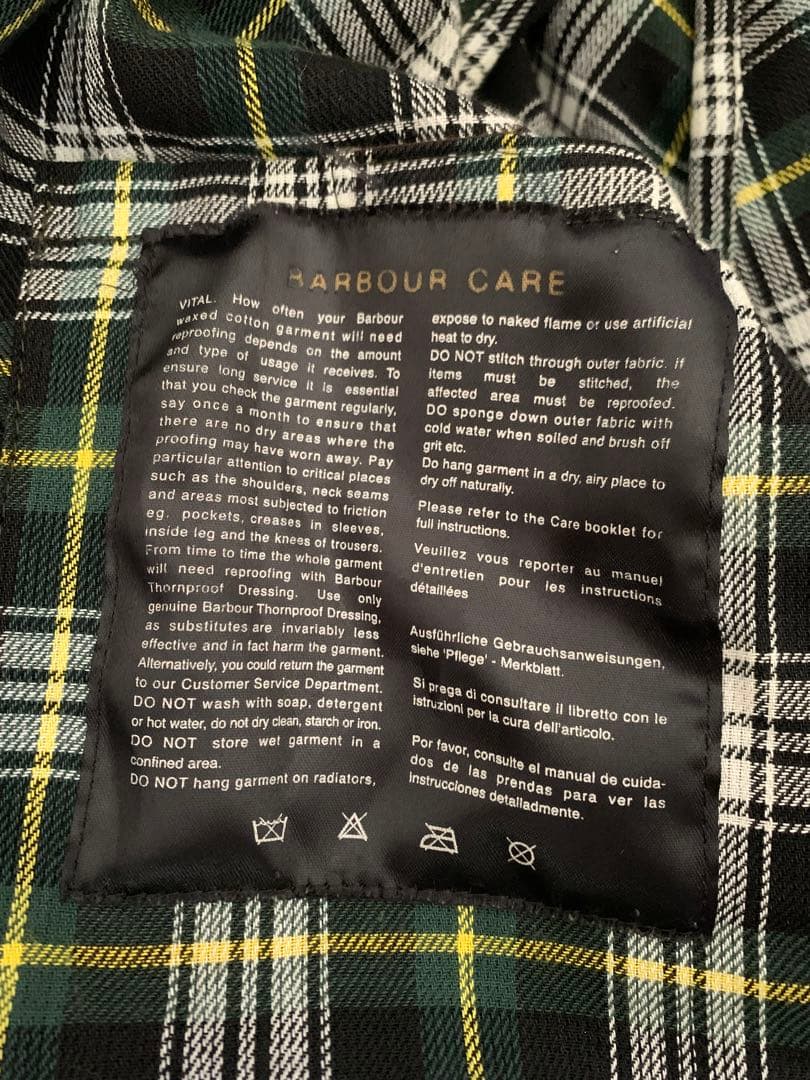 BARBOUR CARE
VITAL. How often your Barbour
waxed cotton garment will need
reproofing depends on the amount
and type of usage it receives. To
ensure long service it is essential
that you check the garment regularly,
say once a month to ensure that
there are no dry areas where the
proofing may have worn away. Pay
particular attention to critical places
such as the shoulders, neck seams
and areas most subjected to friction
eg. pockets, creases in sleeves,
inside leg and the knees of trousers.
From time to time the whole garment
will need reproofing with Barbour
Thornproof Dressing. Use only
genuine Barbour Thornproof Dressing,
as substitutes are invariably less
effective and in fact harm the garment.
Alternatively, you could return the garment
to our Customer Service Department.
DO NOT wash with soap, detergent
or hot water, do not dry clean, starch or iron.
DO NOT store wet garment in a
confined area.
DO NOT hang garment on radiators,
expose to naked flame or use artificial
heat to dry.
DO NOT stitch through outer fabric. if
items must be stitched, the
affected area must be reproofed.
DO sponge down outer fabric with
cold water when soiled and brush off
grit etc.
Do hang garment in a dry, airy place to
dry off naturally.
Please refer to the Care booklet for
full instructions.
Veuillez vous reporter au manuel
d'entretien pour les instructions
détaillées
Ausführliche Gebrauchsanweisungen,
siehe 'Pflege' - Merkblatt.
Si prega di consultare il libretto con le
istruzioni per la cura dell'articolo.
Por favor, consulte el manual de cuida-
dos de las prendas para ver las
instrucciones detalladmente.